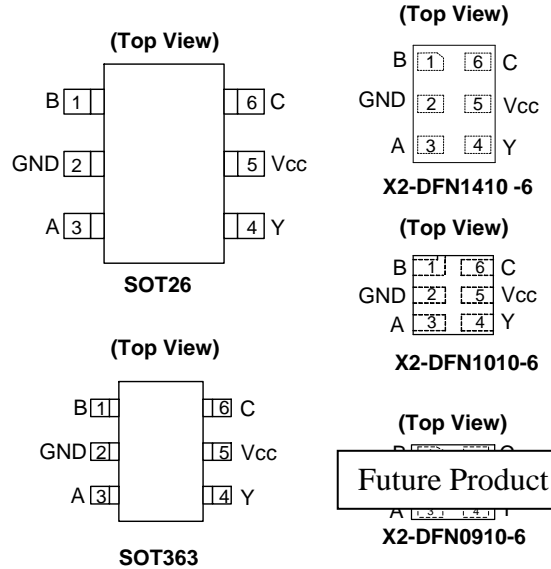 (Top View)
B 1 6 C
GND 2 5 Vcc
A 3 4 Y
SOT26
(Top View)
B 1 6 C
GND 2 5 Vcc
A 3 4 Y
SOT363
(Top View)
B 1 6 C
GND 2 5 Vcc
A 3 4 Y
X2-DFN1410 -6
(Top View)
B 1 6 C
GND 2 5 Vcc
A 3 4 Y
X2-DFN1010-6
(Top View)
Future Product
A 3 4
X2-DFN0910-6